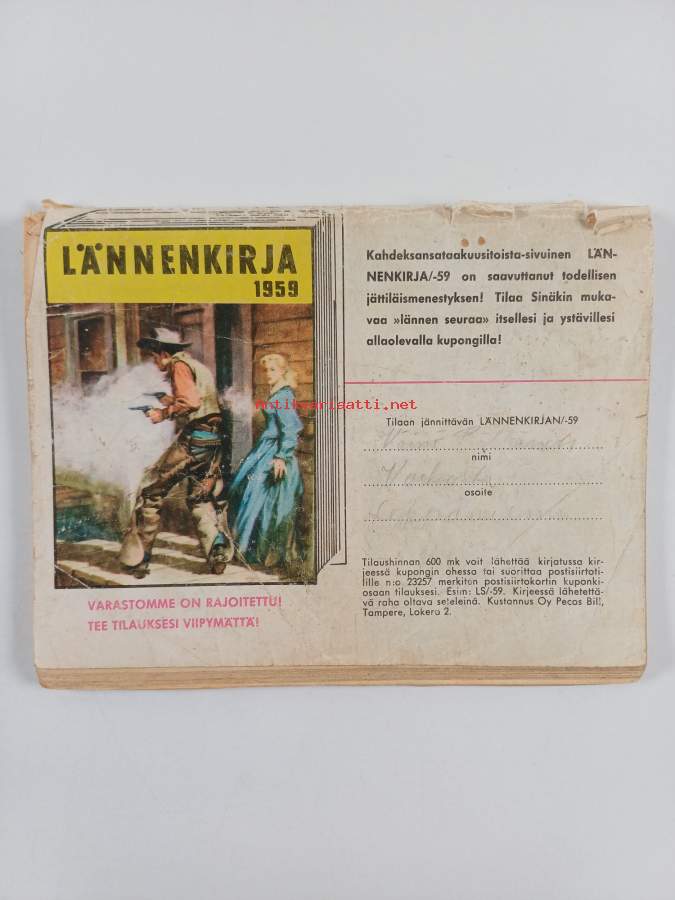 LÄNNENKIRJA
1959
VARASTOMME ON RAJOITETTU!
TEE TILAUKSESI VIIPYMÄTTÄ!
Kahdeksansataakuusitoista-sivuinen LÄN-
NENKIRJA/-59 on saavuttanut todellisen
jättiläismenestyksen! Tilaa Sinäkin muka-
vaa »lännen seuraa» itsellesi ja ystävillesi
allaolevalla kupongilla!
antikvariaatti.net
Tilaan jännittävän LÄNNENKIRJAN/-59
nimi
osoite
Tilaushinnan 600 mk voit lähettää kirjatussa kir-
jeessä kupongin ohessa tai suorittaa postisiirtoti-
lille n:o 23257 merkiten postisiirtokortin kuponki-
osaan tilauksesi. Esim: LS/-59. Kirjeessä lähetettä-
vä raha oltava seteleinä. Kustannus Oy Pecos Bill,
Tampere, Lokero 2.